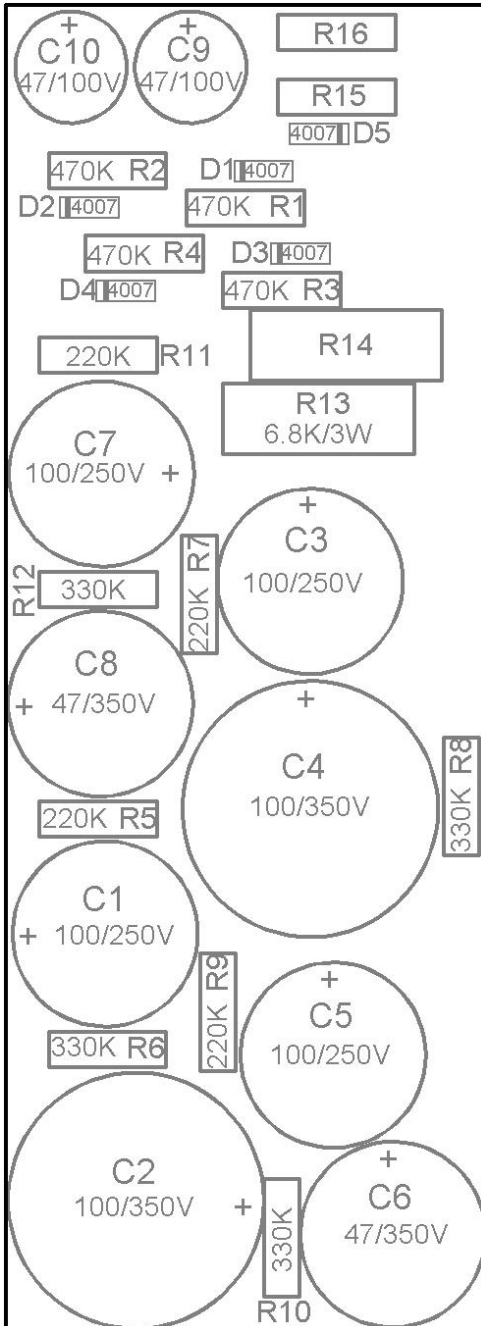 +
C10
47/100V
+
C9
47/100V
R16
R15
4007 D5
470K R2
D1 4007
D2 4007
470K R1
470K R4
D3 4007
D4 4007
470K R3
R14
220K R11
R13
6.8K/3W
C7
100/250V +
+
C3
100/250V
220K R7
R12
330K
C8
+ 47/350V
+
C4
100/350V
330K R8
220K R5
C1
+ 100/250V
220K R9
+
C5
100/250V
330K R6
C2
100/350V +
+
C6
47/350V
330K
R10